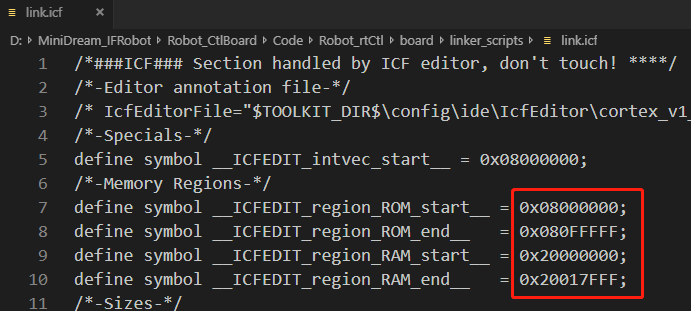 link.icf ×
D: > MiniDream_IFRobot > Robot_CtlBoard > Code > Robot_rtCtl > board > linker_scripts > link.icf
1 /*###ICF### Section handled by ICF editor, don't touch! ****/
2 /*-Editor annotation file-*/
3 /* IcfEditorFile="$TOOLKIT_DIR$\config\ide\IcfEditor\cortex_v1_
4 /*-Specials-*/
5 define symbol __ICFEDIT_intvec_start__ = 0x08000000;
6 /*-Memory Regions-*/
7 define symbol __ICFEDIT_region_ROM_start__ = 0x08000000;
8 define symbol __ICFEDIT_region_ROM_end__   = 0x080FFFFF;
9 define symbol __ICFEDIT_region_RAM_start__ = 0x20000000;
10 define symbol __ICFEDIT_region_RAM_end__   = 0x20017FFF;
11 /*-Sizes-*/